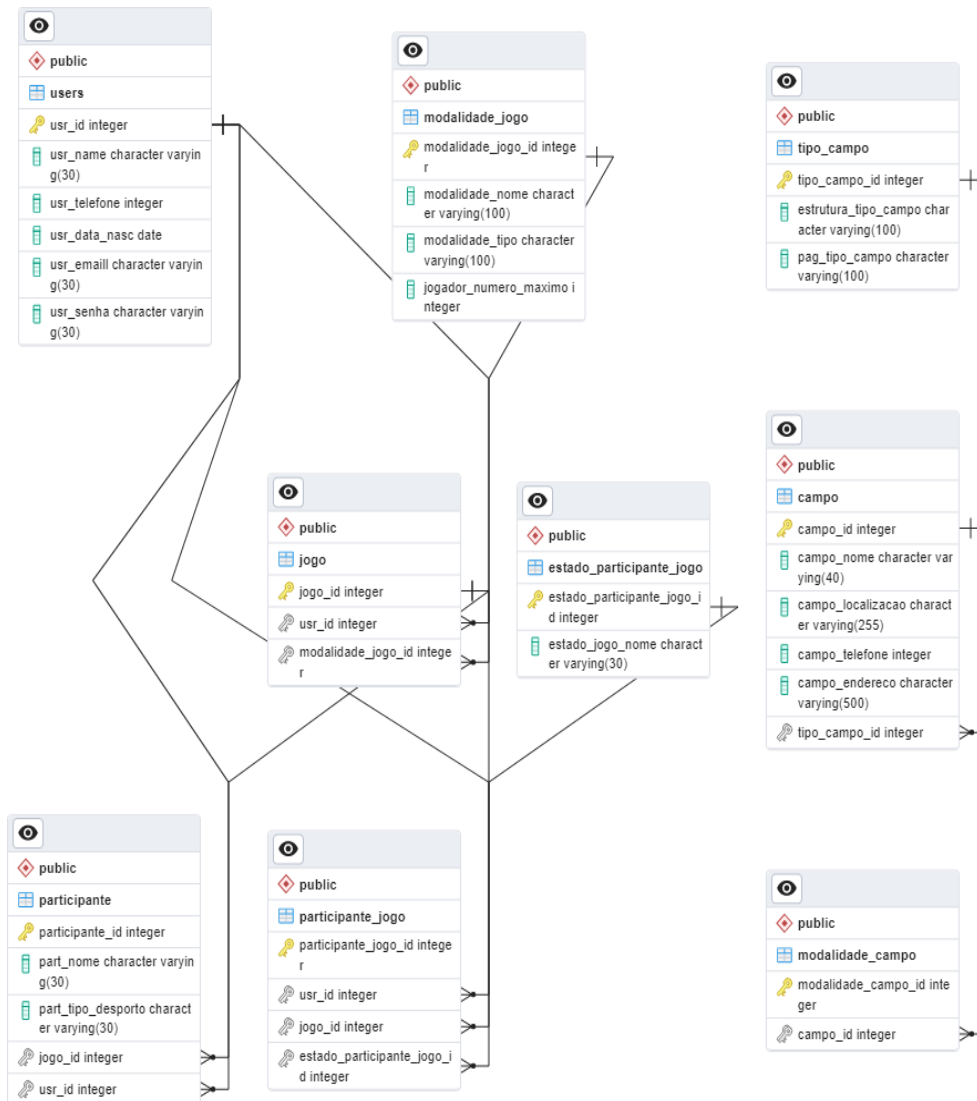 public
users
usr_id integer
usr_name character varyin
g(30)
usr_telefone integer
usr_data_nasc date
usr_emaill character varyin
g(30)
usr_senha character varyin
g(30)
public
modalidade_jogo
modalidade_jogo_id intege
r
modalidade_nome charact
er varying(100)
modalidade_tipo character
varying(100)
jogador_numero_maximo i
nteger
public
tipo_campo
tipo_campo_id integer
estrutura_tipo_campo char
acter varying(100)
pag_tipo_campo character
varying(100)
public
jogo
jogo_id integer
usr_id integer
modalidade_jogo_id intege
r
public
estado_participante_jogo
estado_participante_jogo_i
d integer
estado_jogo_nome charact
er varying(30)
public
campo
campo_id integer
campo_nome character var
ying(40)
campo_localizacao charact
er varying(255)
campo_telefone integer
campo_endereco character
varying(500)
tipo_campo_id integer
public
participante
participante_id integer
part_nome character varyin
g(30)
part_tipo_desporto charact
er varying(30)
jogo_id integer
usr_id integer
public
participante_jogo
participante_jogo_id intege
r
usr_id integer
jogo_id integer
estado_participante_jogo_i
d integer
public
modalidade_campo
modalidade_campo_id inte
ger
campo_id integer